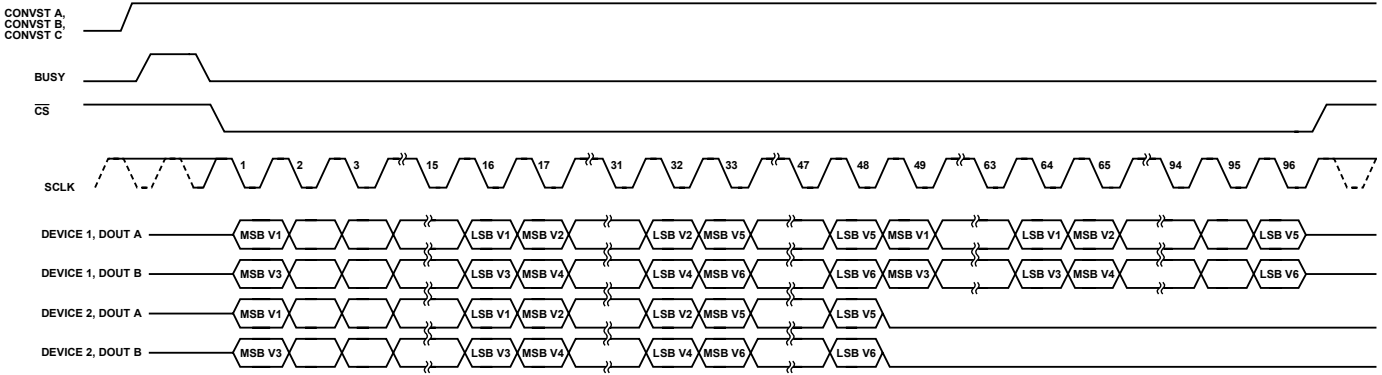 CONVST A,
CONVST B,
CONVST C
BUSY
CS
SCLK
1 2 3 15 16 17 31 32 33 47 48 49 63 64 65 94 95 96
DEVICE 1, DOUT A MSB V1 LSB V1 MSB V2 LSB V2 MSB V5 LSB V5 MSB V1 LSB V1 MSB V2 LSB V5
DEVICE 1, DOUT B MSB V3 LSB V3 MSB V4 LSB V4 MSB V6 LSB V6 MSB V3 LSB V3 MSB V4 LSB V6
DEVICE 2, DOUT A MSB V1 LSB V1 MSB V2 LSB V2 MSB V5 LSB V5
DEVICE 2, DOUT B MSB V3 LSB V3 MSB V4 LSB V4 MSB V6 LSB V6